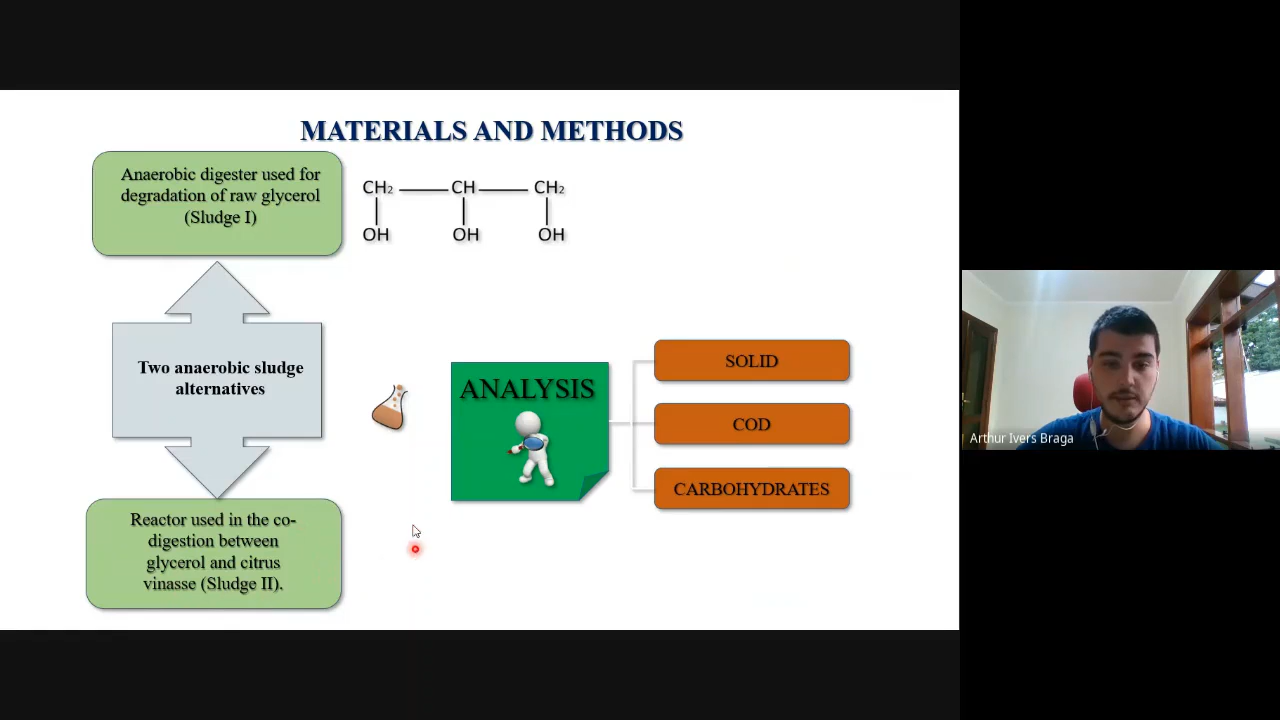 MATERIALS AND METHODS
Anaerobic digester used for
degradation of raw glycerol
(Sludge I)
CH₂ CH CH₂
OH OH OH
Two anaerobic sludge
alternatives
Reactor used in the co-
digestion between
glycerol and citrus
vinasse (Sludge II).
ANALYSIS
SOLID
COD
CARBOHYDRATES
Arthur Ivers Braga